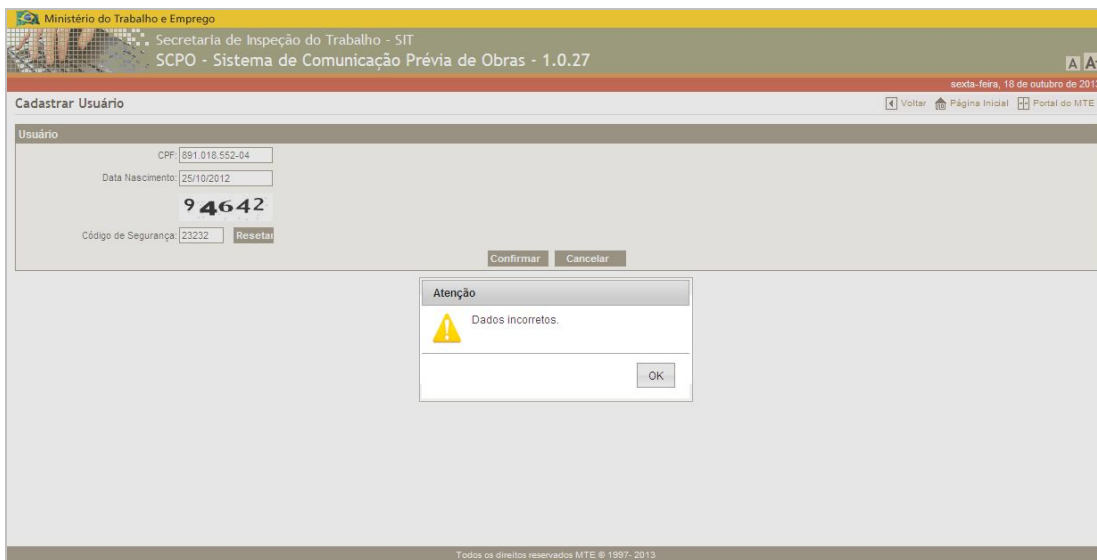 Ministério do Trabalho e Emprego
Secretaria de Inspeção do Trabalho - SIT
SCPO - Sistema de Comunicação Prévia de Obras - 1.0.27
A A
sexta-feira, 18 de outubro de 2013
Cadastrar Usuário
Voltar Página Inicial Portal do MTE
Usuário
CPF: 891.018.552-04
Data Nascimento: 25/10/2012
94642
Código de Segurança: 23232 Resetar
Confirmar Cancelar
Atenção
Dados incorretos.
OK
Todos os direitos reservados MTE © 1997- 2013